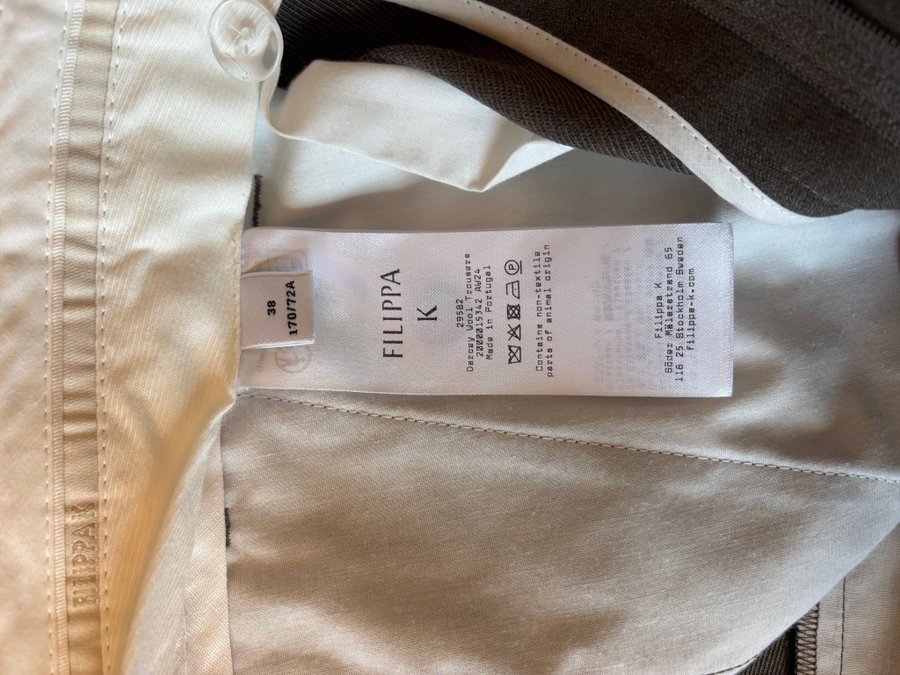 38
170/72A
FILIPPA
K
29582
Darcey Wool Trousers
2000015342 AW24
Made in Portugal
Contains non-textile
parts of animal origin
Filippa K
Söder Mälarstrand 65
118 25 Stockholm Sweden
filippa-k.com
FILIPPA K